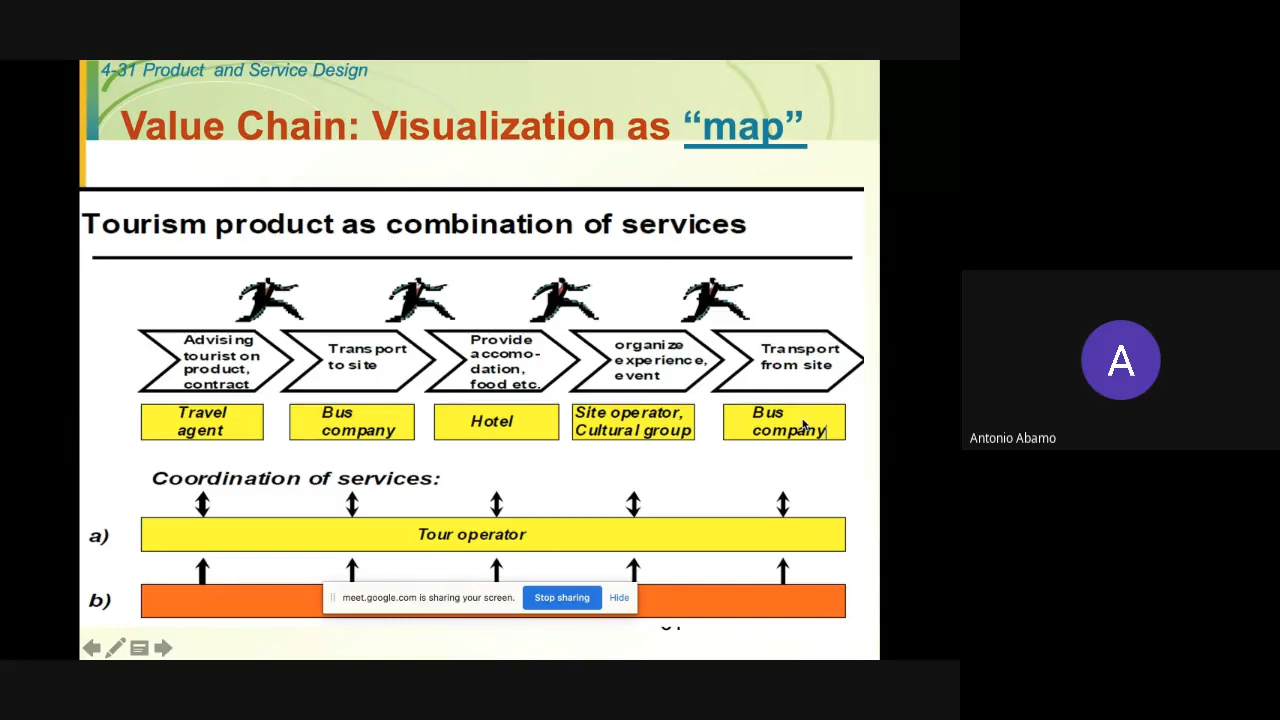 4-31 Product and Service Design
Value Chain: Visualization as “map”
Tourism product as combination of services
Advising
tourist on
product,
contract
Transport
to site
Provide
accomo-
dation,
food etc.
organize
experience,
event
Transport
from site
Travel
agent
Bus
company
Hotel
Site operator,
Cultural group
Bus
company
Coordination of services:
a)
Tour operator
b)
meet.google.com is sharing your screen.
Stop sharing
Hide
A
Antonio Abamo